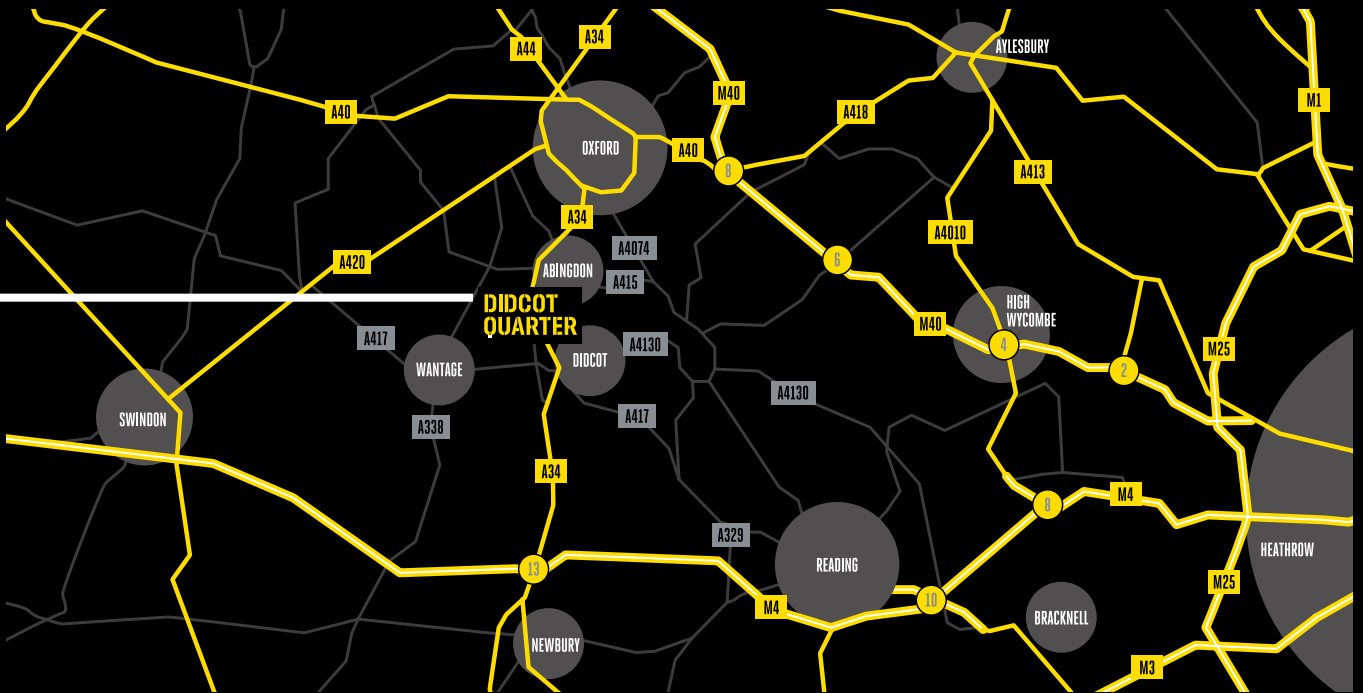 A34
A44
AYLESBURY
M40
M1
A40
A418
OXFORD
A40
8
A413
A34
A4010
A4074
A420
6
ABINGDON
A415
DIDCOT
QUARTER
HIGH
WYCOMBE
M40
A417
A4130
4
M25
DIDCOT
WANTAGE
2
A4130
SWINDON
A417
A338
A34
M4
8
A329
HEATHROW
READING
13
M25
10
M4
BRACKNELL
NEWBURY
M3